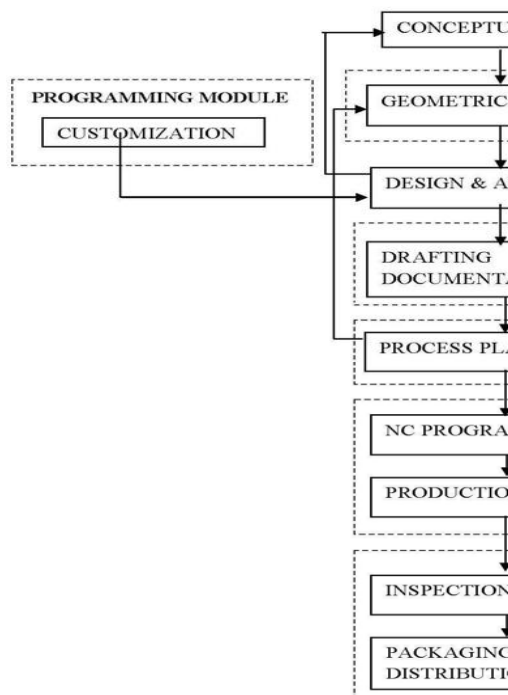 CONCEPTU
PROGRAMMING MODULE
CUSTOMIZATION
GEOMETRIC
DESIGN & A
DRAFTING
DOCUMENTA
PROCESS PLA
NC PROGRA
PRODUCTIO
INSPECTION
PACKAGING
DISTRIBUTIO